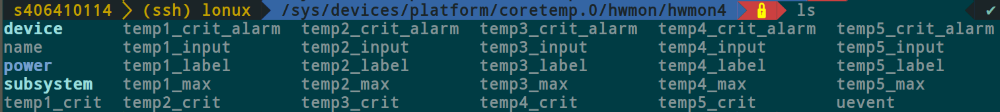 s406410114 (ssh) lonux /sys/devices/platform/coretemp.0/hwmon/hwmon4 ls ✔
device temp1_crit_alarm temp2_crit_alarm temp3_crit_alarm temp4_crit_alarm temp5_crit_alarm
name temp1_input temp2_input temp3_input temp4_input temp5_input
power temp1_label temp2_label temp3_label temp4_label temp5_label
subsystem temp1_max temp2_max temp3_max temp4_max temp5_max
temp1_crit temp2_crit temp3_crit temp4_crit temp5_crit uevent